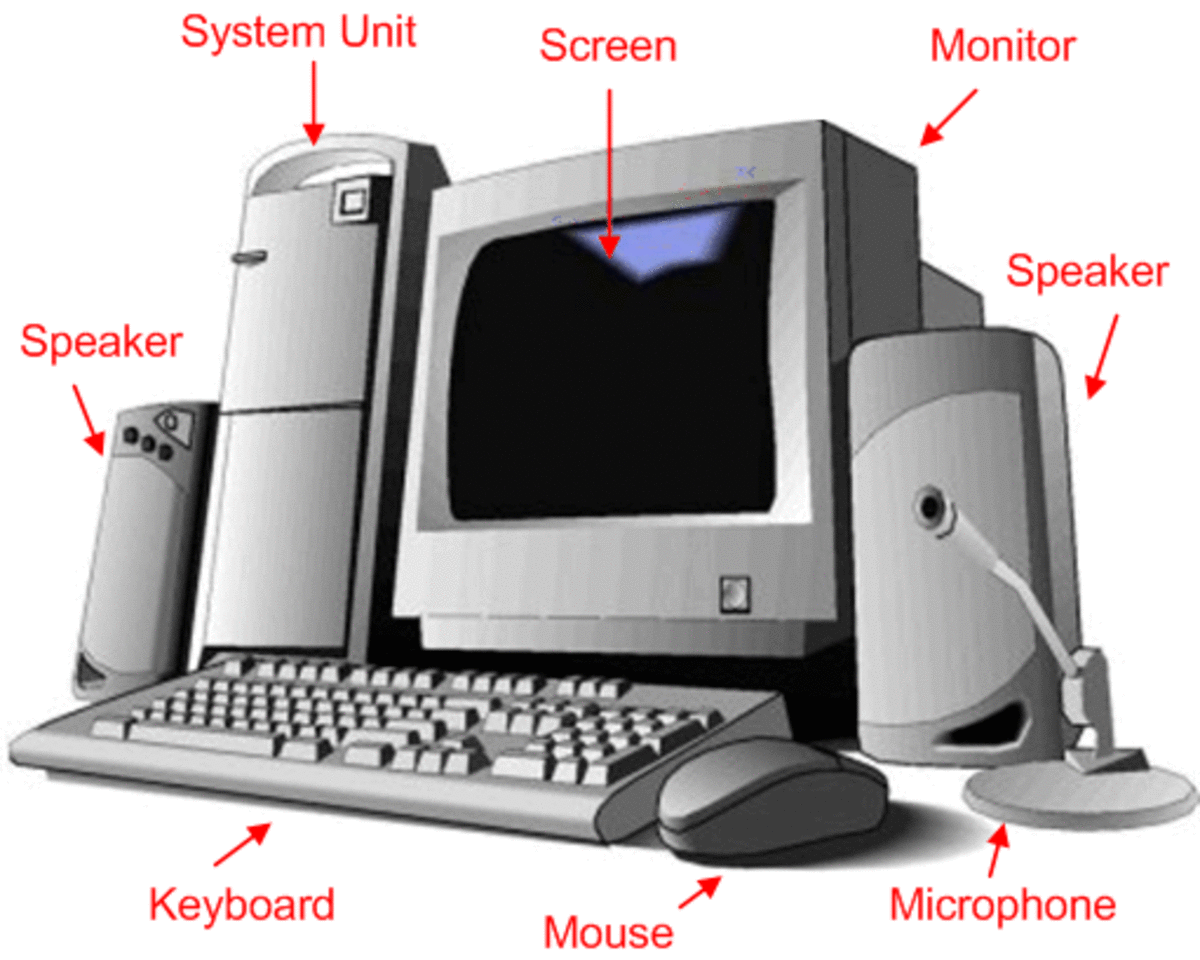 System Unit
Screen
Monitor
Speaker
Speaker
Keyboard
Mouse
Microphone